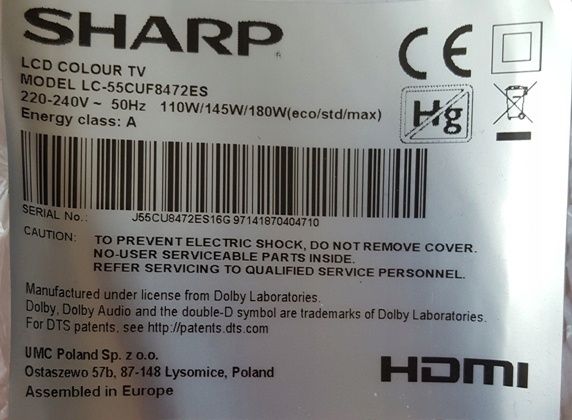 SHARP
LCD COLOUR TV
MODEL LC-55CUF8472ES
220-240V ~ 50Hz 110W/145W/180W(eco/std/max)
Energy class: A
CE
Hg
SERIAL No.: J55CU8472ES16G 97141870404710
CAUTION: TO PREVENT ELECTRIC SHOCK, DO NOT REMOVE COVER.
NO-USER SERVICEABLE PARTS INSIDE.
REFER SERVICING TO QUALIFIED SERVICE PERSONNEL.
Manufactured under license from Dolby Laboratories.
Dolby, Dolby Audio and the double-D symbol are trademarks of Dolby Laboratories.
For DTS patents, see http://patents.dts.com
UMC Poland Sp. z o.o.
Ostaszewo 57b, 87-148 Lysomice, Poland
Assembled in Europe
HDMI